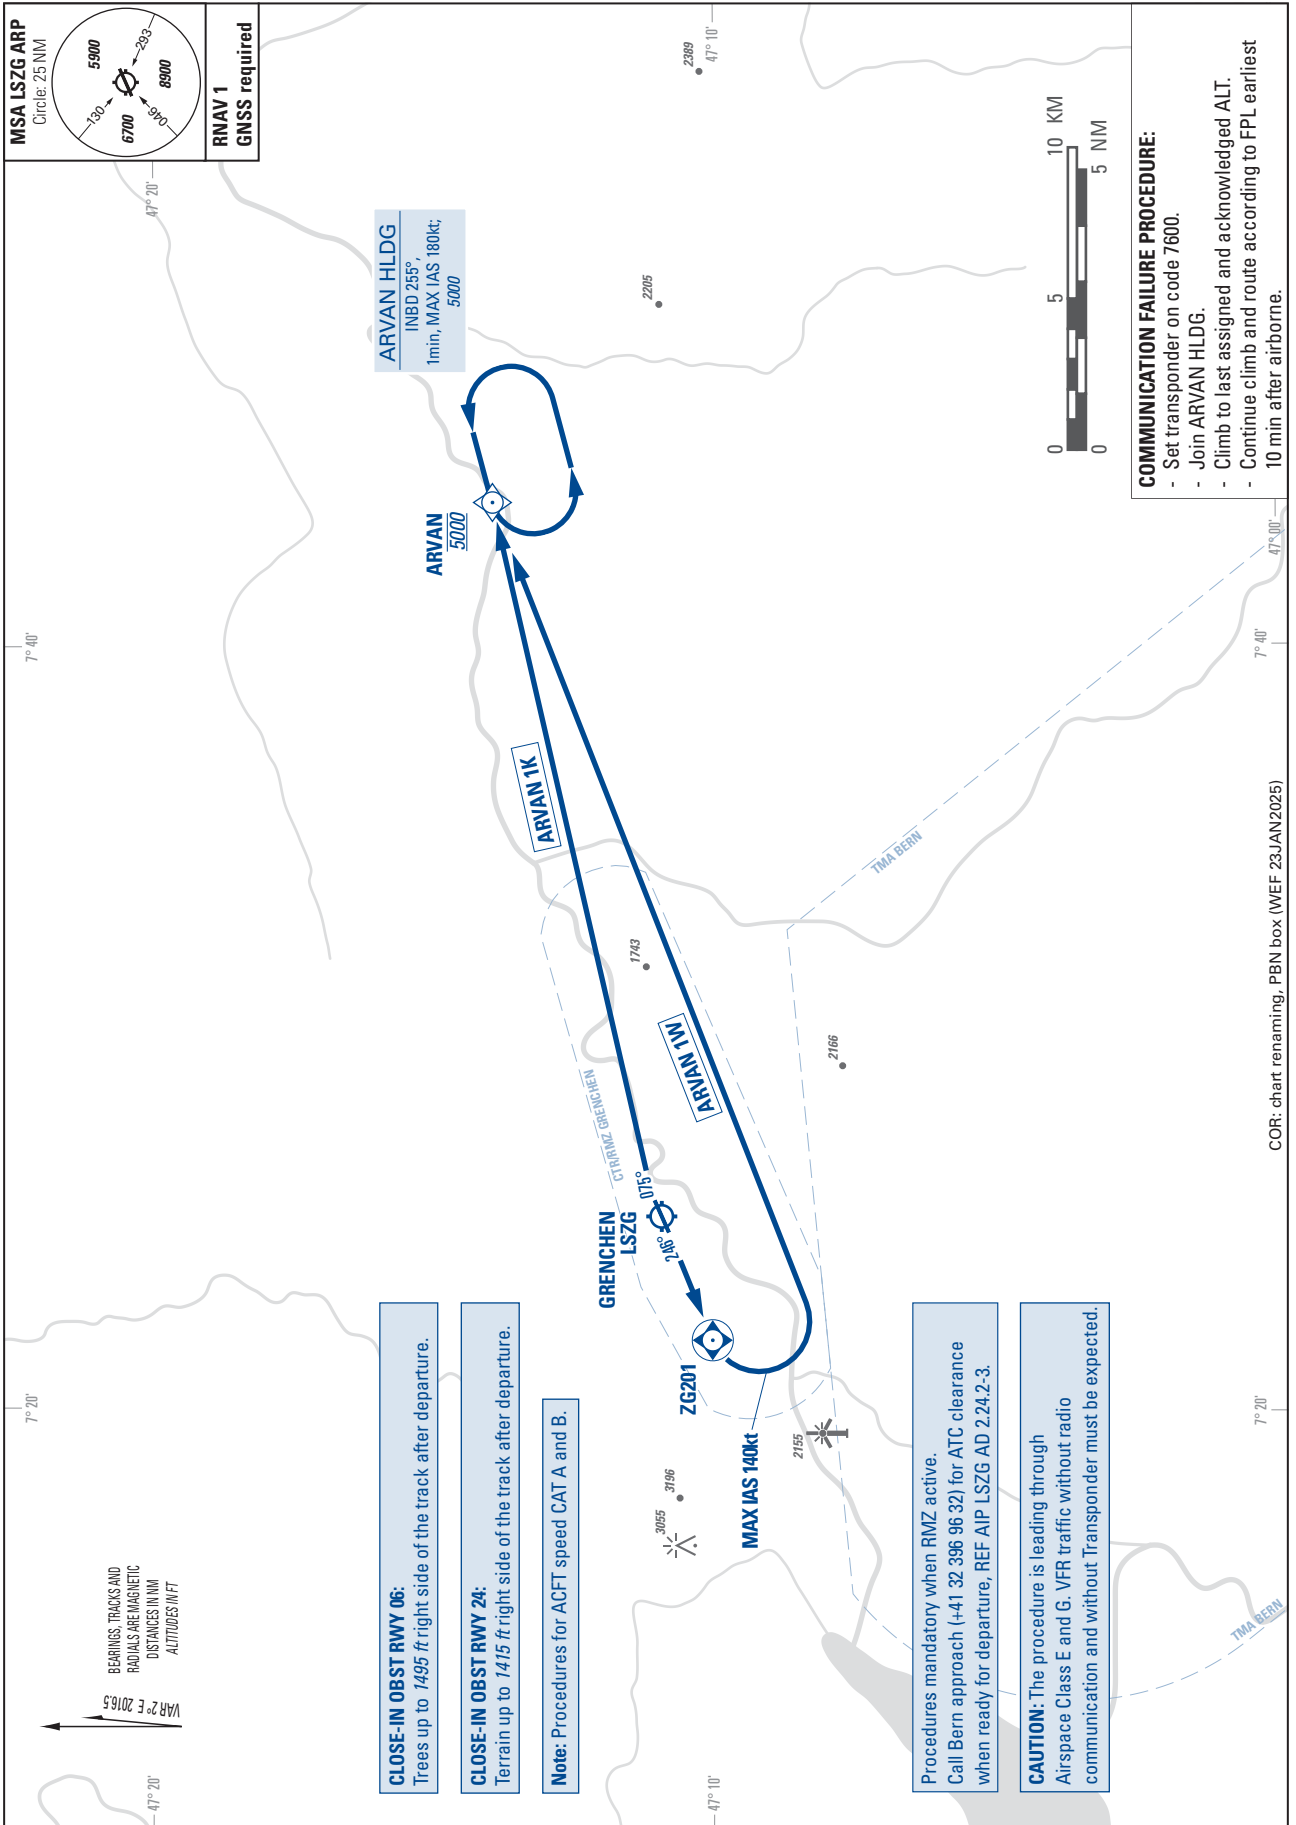 BEARINGS, TRACKS AND
RADIALS ARE MAGNETIC
DISTANCES IN NM
ALTITUDES IN FT
VAR 2° E 2016.5
MSA LSZG ARP
Circle: 25 NM
130
293
046
5900
6700
8900
RNAV 1
GNSS required
7° 20'
7° 40'
47° 20'
47° 20'
CLOSE-IN OBST RWY 06:
Trees up to 1495 ft right side of the track after departure.
CLOSE-IN OBST RWY 24:
Terrain up to 1415 ft right side of the track after departure.
Note: Procedures for ACFT speed CAT A and B.
ARVAN HLDG
INBD 255°,
1min, MAX IAS 180kt;
5000
ARVAN
5000
ARVAN 1K
CTR/RMZ GRENCHEN
GRENCHEN
LSZG
075°
246°
ZG201
ARVAN 1W
MAX IAS 140kt
3055
3196
2155
1743
2166
2205
2389
47° 10'
47° 10'
TMA BERN
TMA BERN
Procedures mandatory when RMZ active.
Call Bern approach (+41 32 396 96 32) for ATC clearance
when ready for departure, REF AIP LSZG AD 2.24.2-3.
CAUTION: The procedure is leading through
Airspace Class E and G. VFR traffic without radio
communication and without Transponder must be expected.
0 5 10 KM
0 5 NM
COMMUNICATION FAILURE PROCEDURE:
- Set transponder on code 7600.
- Join ARVAN HLDG.
- Climb to last assigned and acknowledged ALT.
- Continue climb and route according to FPL earliest
10 min after airborne.
7° 20'
7° 40'
47° 00'
COR: chart renaming, PBN box (WEF 23JAN2025)